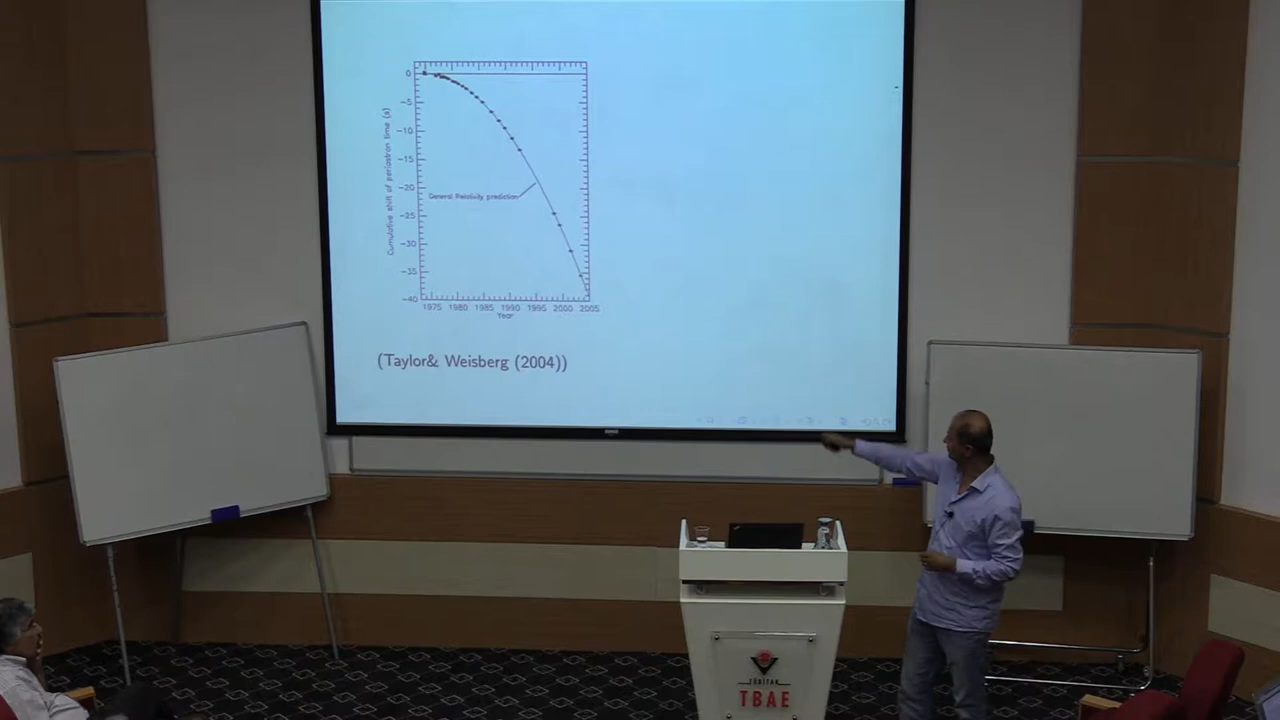 0
-5
-10
-15
-20
-25
-30
-35
-40
Cumulative shift of periastron time (s)
General Relativity prediction
1975 1980 1985 1990 1995 2000 2005
Year
(Taylor& Weisberg (2004))
TÜBİTAK
TBAE